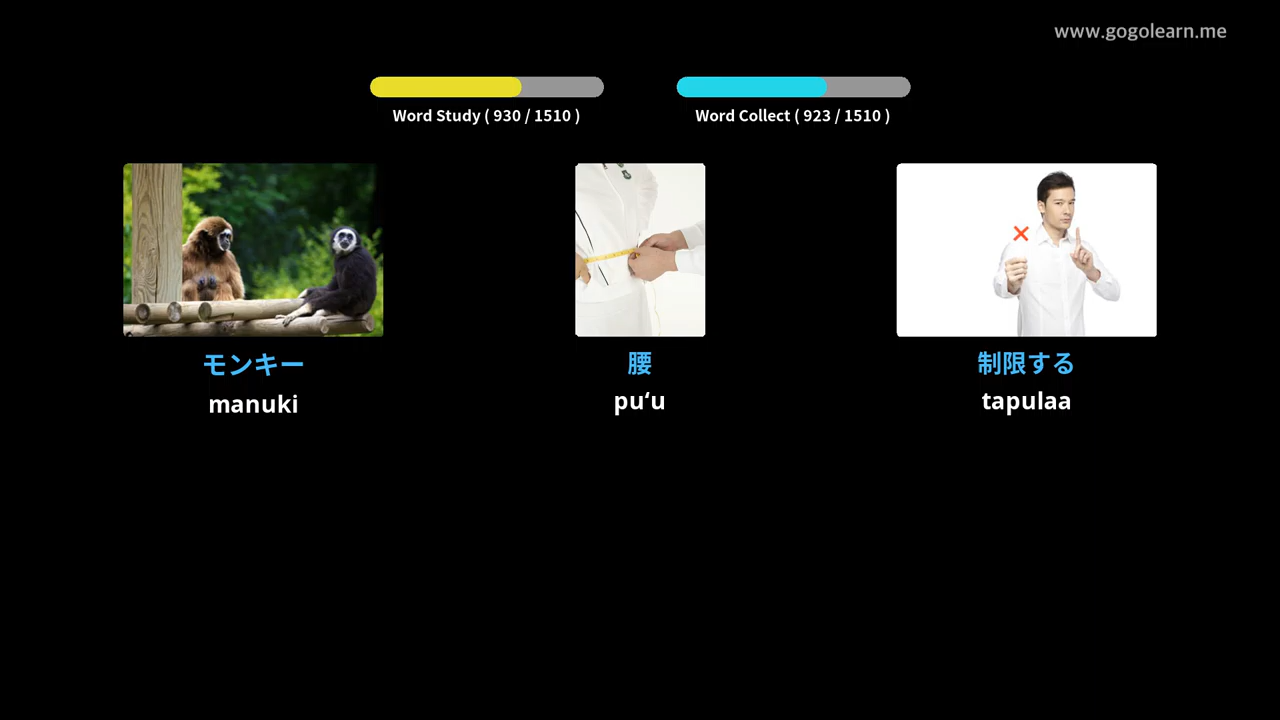 www.gogolearn.me
Word Study ( 930 / 1510 )
Word Collect ( 923 / 1510 )
モンキー
腰
制限する
manuki
puʻu
tapulaa